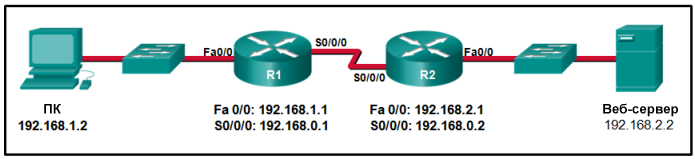 Fa0/0
S0/0/0
R1
S0/0/0
R2
Fa0/0
ПК
192.168.1.2
Fa 0/0: 192.168.1.1
S0/0/0: 192.168.0.1
Fa 0/0: 192.168.2.1
S0/0/0: 192.168.0.2
Веб-сервер
192.168.2.2